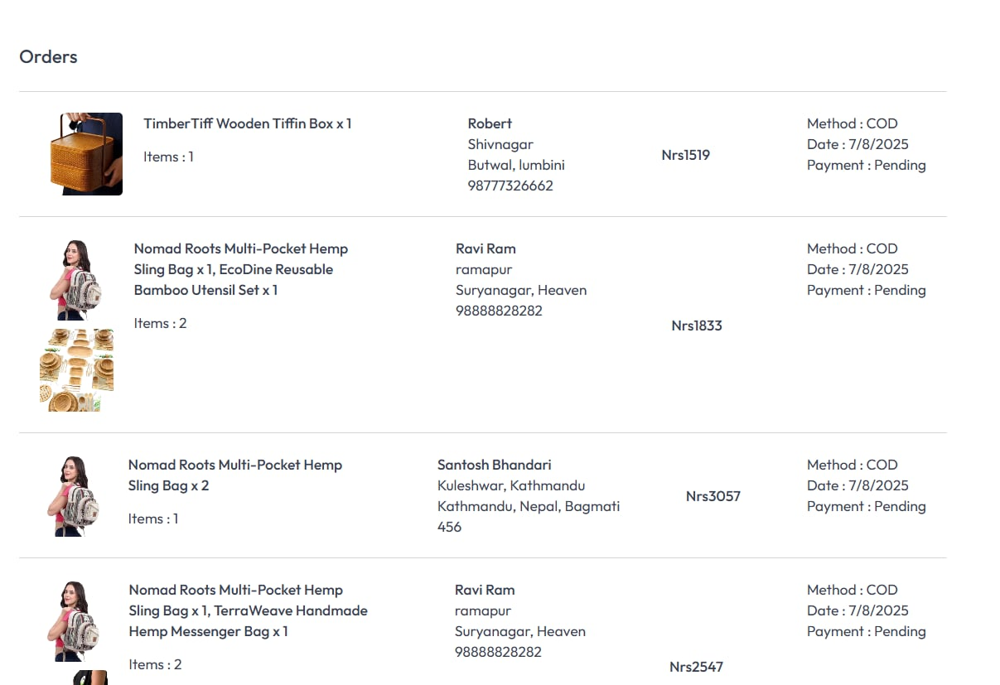 Orders
TimberTiff Wooden Tiffin Box x 1
Items : 1
Robert
Shivnagar
Butwal, lumbini
98777326662
Nrs1519
Method : COD
Date : 7/8/2025
Payment : Pending
Nomad Roots Multi-Pocket Hemp
Sling Bag x 1, EcoDine Reusable
Bamboo Utensil Set x 1
Items : 2
Ravi Ram
ramapur
Suryanagar, Heaven
98888828282
Nrs1833
Method : COD
Date : 7/8/2025
Payment : Pending
Nomad Roots Multi-Pocket Hemp
Sling Bag x 2
Items : 1
Santosh Bhandari
Kuleshwar, Kathmandu
Kathmandu, Nepal, Bagmati
456
Nrs3057
Method : COD
Date : 7/8/2025
Payment : Pending
Nomad Roots Multi-Pocket Hemp
Sling Bag x 1, TerraWeave Handmade
Hemp Messenger Bag x 1
Items : 2
Ravi Ram
ramapur
Suryanagar, Heaven
98888828282
Nrs2547
Method : COD
Date : 7/8/2025
Payment : Pending